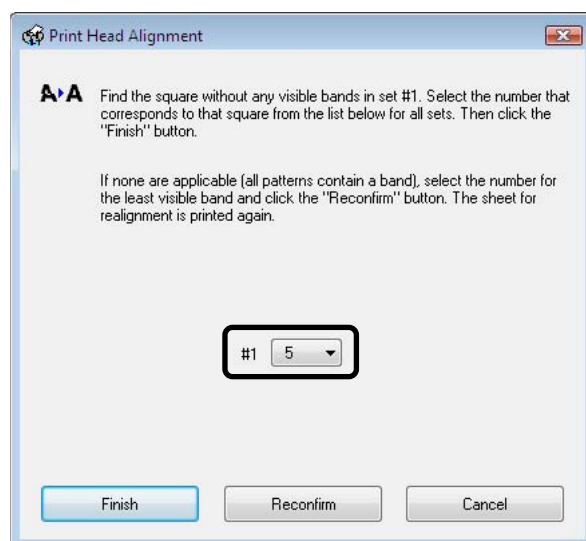 Print Head Alignment
A A Find the square without any visible bands in set #1. Select the number that
corresponds to that square from the list below for all sets. Then click the
"Finish" button.
If none are applicable (all patterns contain a band), select the number for
the least visible band and click the "Reconfirm" button. The sheet for
realignment is printed again.
#1 5
Finish Reconfirm Cancel